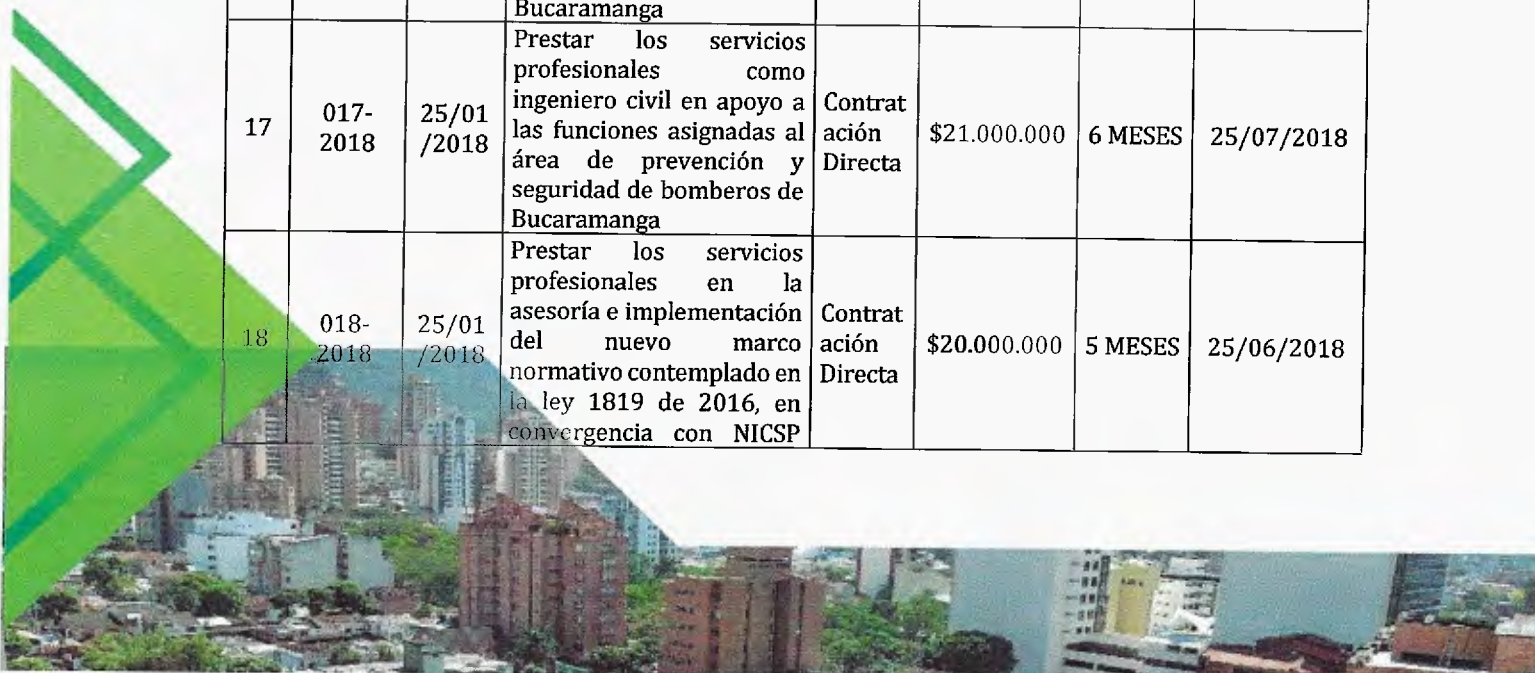 Bucaramanga
17
017-
2018
25/01
/2018
Prestar los servicios
profesionales como
ingeniero civil en apoyo a
las funciones asignadas al
área de prevención y
seguridad de bomberos de
Bucaramanga
Contrat
ación
Directa
$21.000.000
6 MESES
25/07/2018
18
018-
2018
25/01
/2018
Prestar los servicios
profesionales en la
asesoría e implementación
del nuevo marco
normativo contemplado en
la ley 1819 de 2016, en
convergencia con NICSP
Contrat
ación
Directa
$20.000.000
5 MESES
25/06/2018